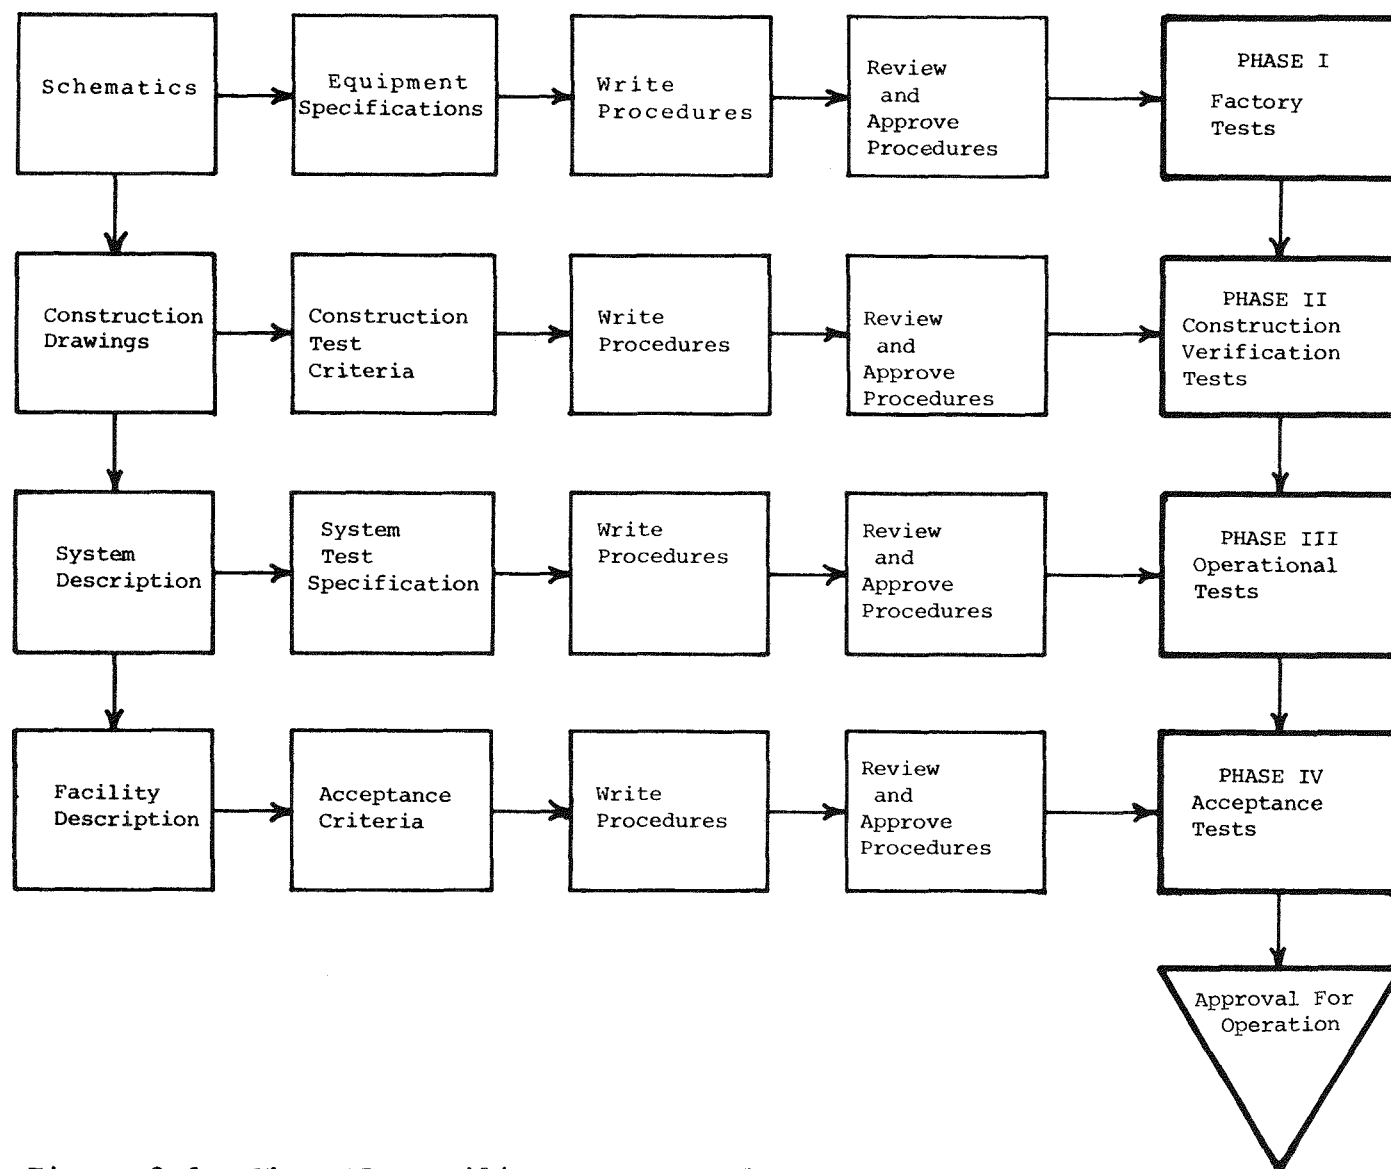 Schematics
Equipment
Specifications
Write
Procedures
Review
and
Approve
Procedures
PHASE I
Factory
Tests
Construction
Drawings
Construction
Test
Criteria
Write
Procedures
Review
and
Approve
Procedures
PHASE II
Construction
Verification
Tests
System
Description
System
Test
Specification
Write
Procedures
Review
and
Approve
Procedures
PHASE III
Operational
Tests
Facility
Description
Acceptance
Criteria
Write
Procedures
Review
and
Approve
Procedures
PHASE IV
Acceptance
Tests
Approval For
Operation